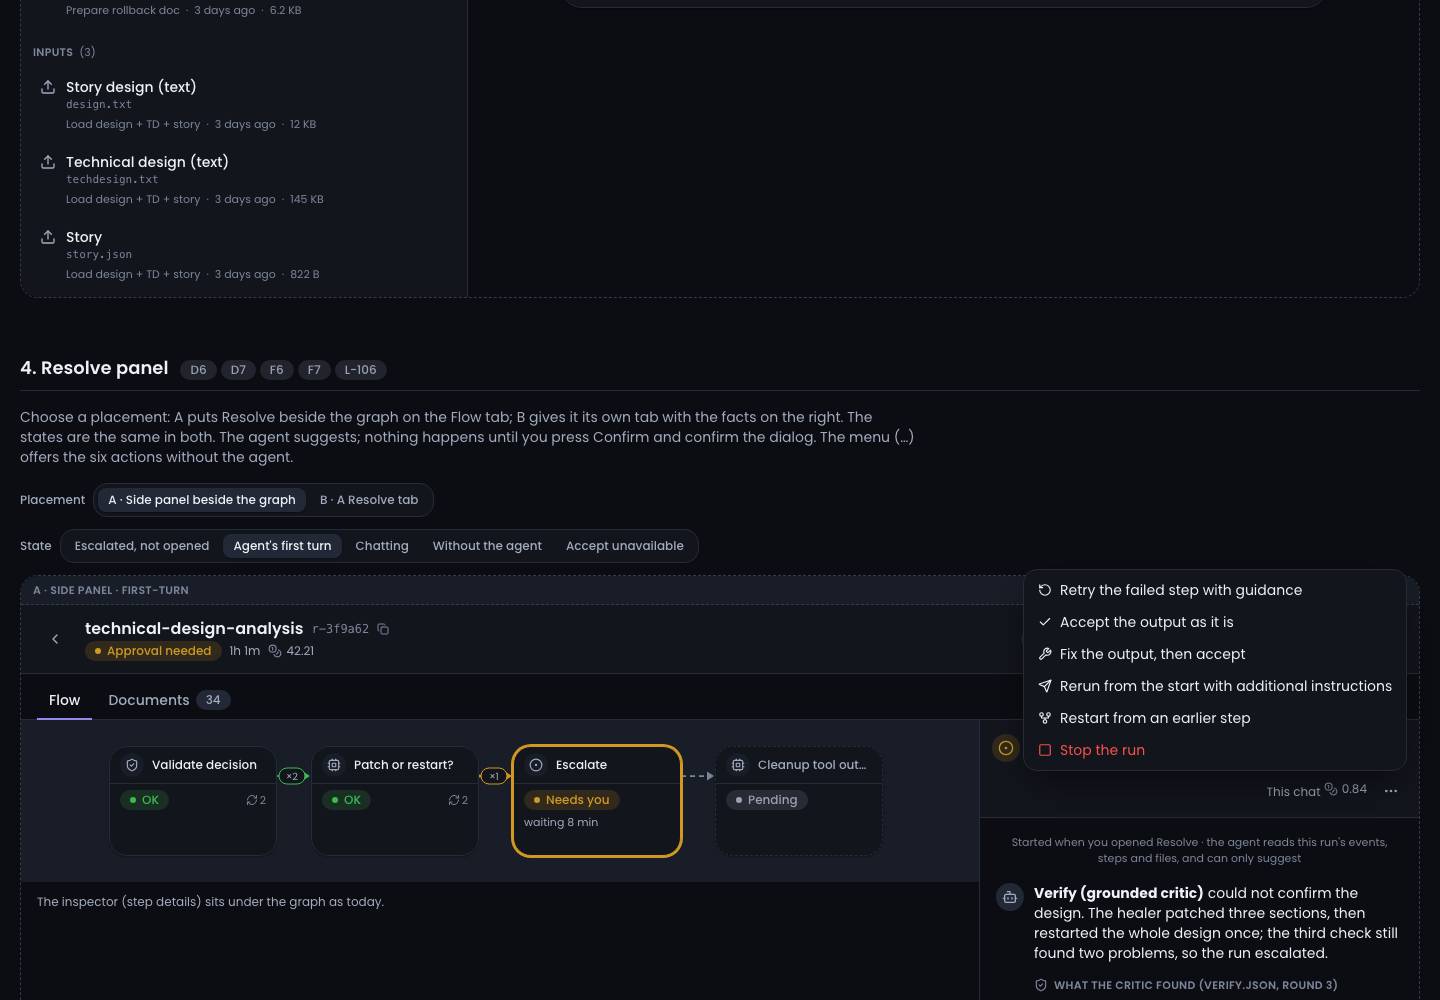 Prepare rollback doc · 3 days ago · 6.2 KB
INPUTS (3)
Story design (text)
design.txt
Load design + TD + story · 3 days ago · 12 KB
Technical design (text)
techdesign.txt
Load design + TD + story · 3 days ago · 145 KB
Story
story.json
Load design + TD + story · 3 days ago · 822 B
4. Resolve panel D6 D7 F6 F7 L-106
Choose a placement: A puts Resolve beside the graph on the Flow tab; B gives it its own tab with the facts on the right. The
states are the same in both. The agent suggests; nothing happens until you press Confirm and confirm the dialog. The menu (…)
offers the six actions without the agent.
Placement A · Side panel beside the graph B · A Resolve tab
State Escalated, not opened Agent's first turn Chatting Without the agent Accept unavailable
A · SIDE PANEL · FIRST-TURN
technical-design-analysis r-3f9a62
Approval needed 1h 1m 42.21
Flow Documents 34
Retry the failed step with guidance
Accept the output as it is
Fix the output, then accept
Rerun from the start with additional instructions
Restart from an earlier step
Stop the run
Validate decision
OK 2
×2
Patch or restart?
OK 2
×1
Escalate
Needs you
waiting 8 min
Cleanup tool out…
Pending
The inspector (step details) sits under the graph as today.
This chat 0.84 …
Started when you opened Resolve · the agent reads this run's events,
steps and files, and can only suggest
Verify (grounded critic) could not confirm the
design. The healer patched three sections, then
restarted the whole design once; the third check still
found two problems, so the run escalated.
WHAT THE CRITIC FOUND (VERIFY.JSON, ROUND 3)